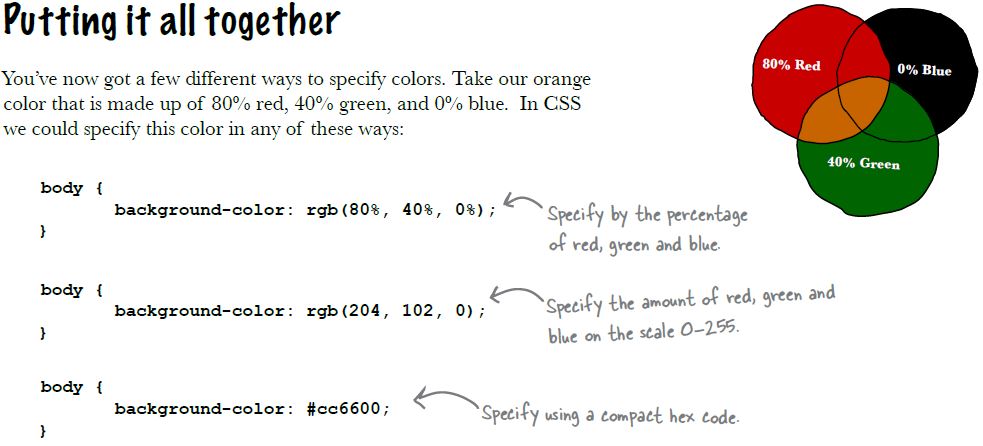 Putting it all together
You've now got a few different ways to specify colors. Take our orange
color that is made up of 80% red, 40% green, and 0% blue. In CSS
we could specify this color in any of these ways:
80% Red
0% Blue
40% Green
body {
background-color: rgb(80%, 40%, 0%);
}
Specify by the percentage
of red, green and blue.
body {
background-color: rgb(204, 102, 0);
}
Specify the amount of red, green and
blue on the scale 0–255.
body {
background-color: #cc6600;
}
Specify using a compact hex code.